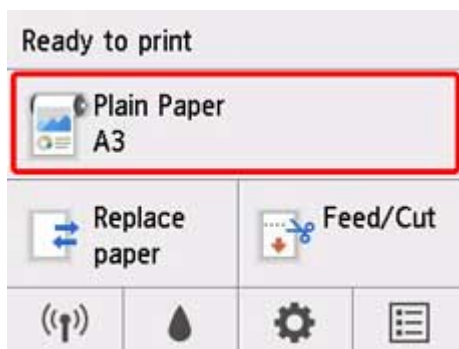 Ready to print
Plain Paper
A3
Replace
paper
Feed/Cut